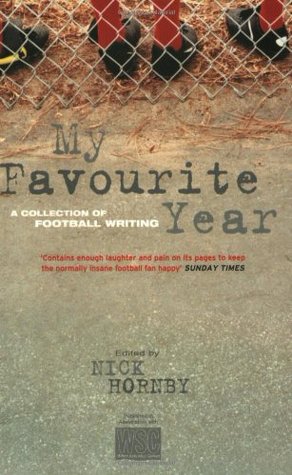 My
Favourite
A COLLECTION OF
FOOTBALL WRITING
Year
'Contains enough laughter and pain on its pages to keep
the normally insane football fan happy' SUNDAY TIMES
Edited by
NICK
HORNBY
WSC